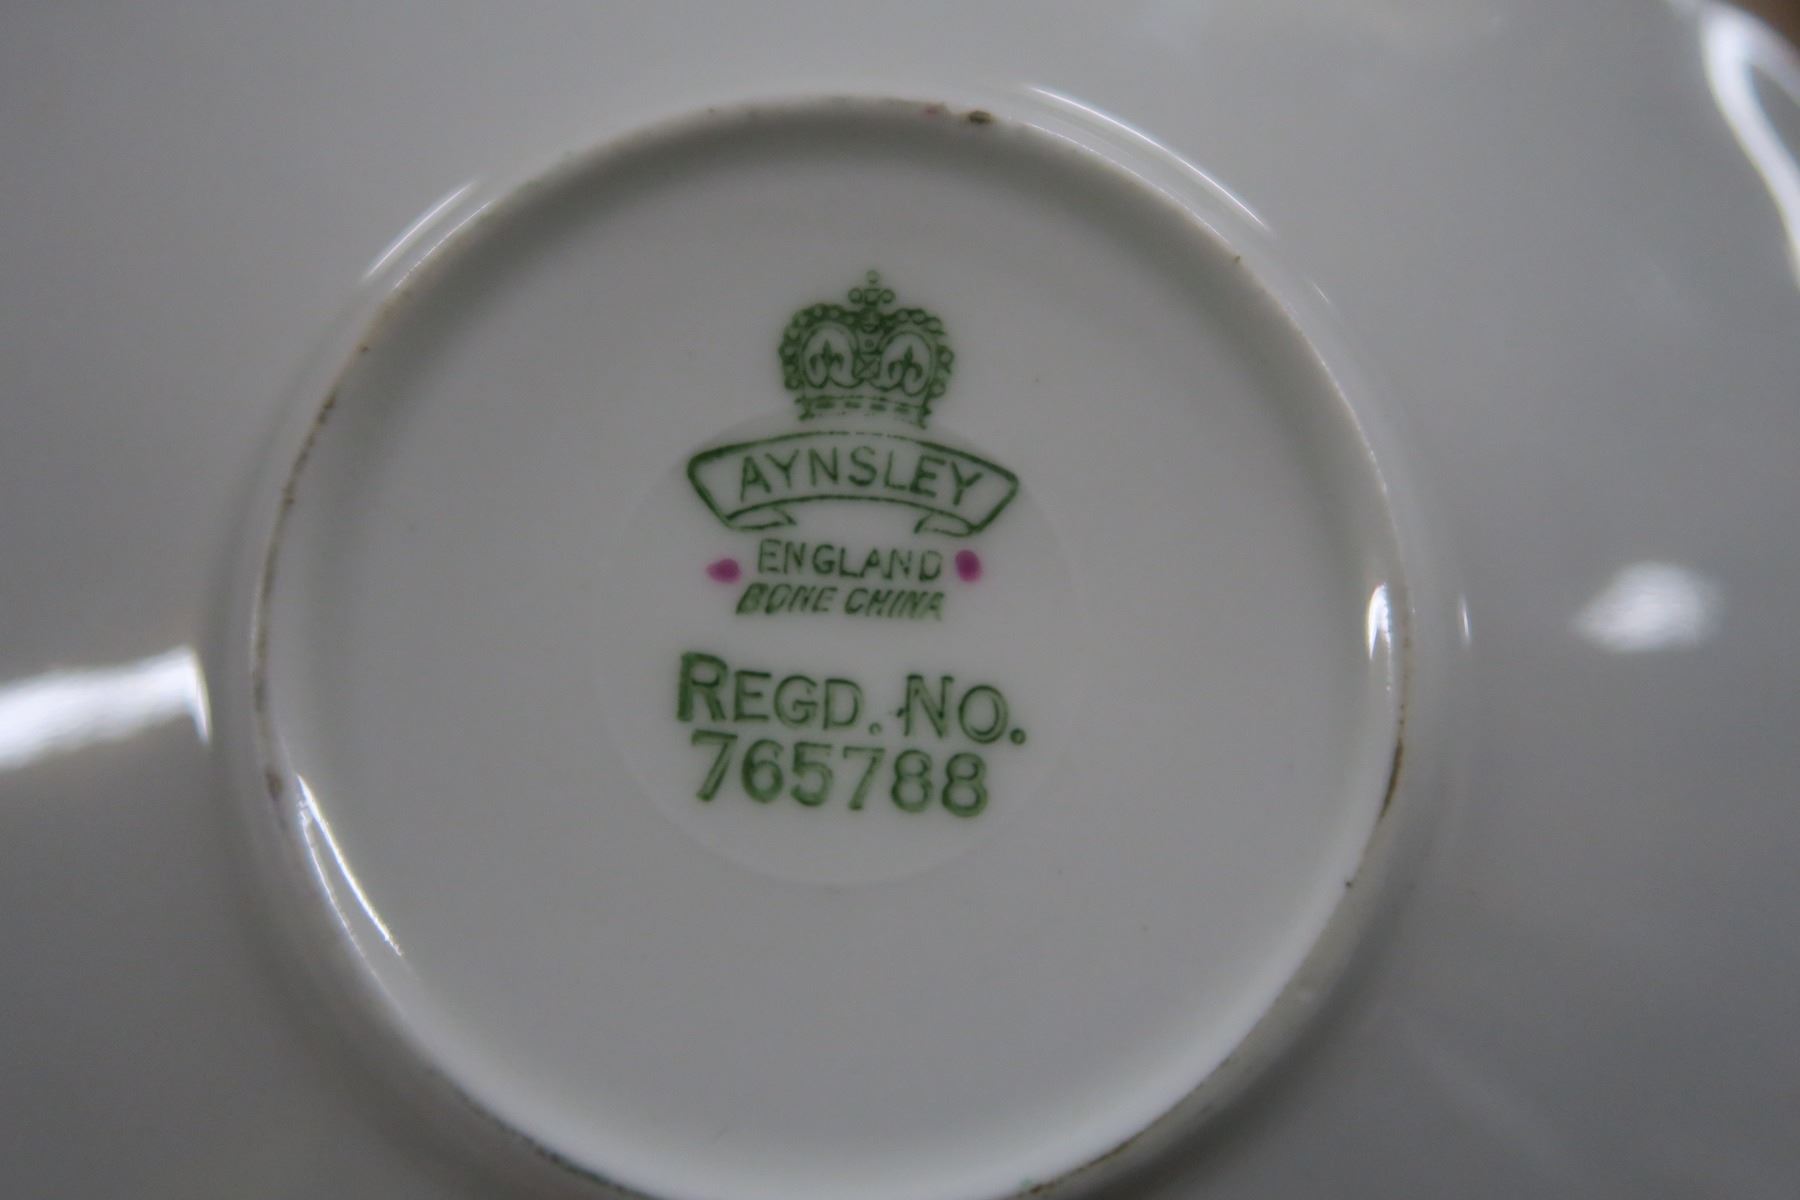 AYNSLEY
ENGLAND
BONE CHINA
REGD. NO.
765788